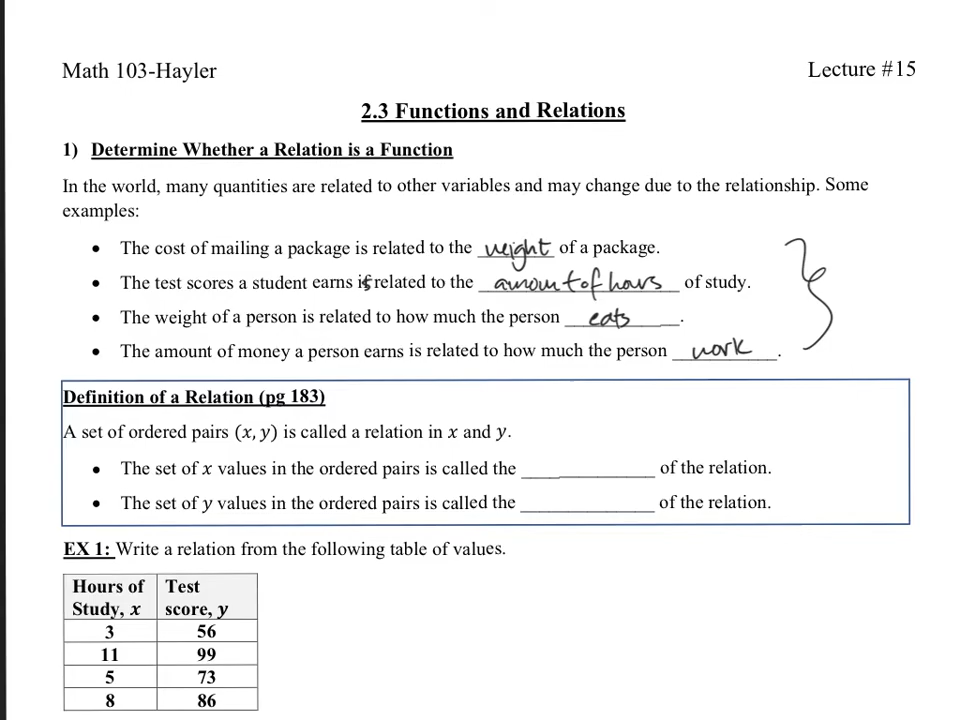 Math 103-Hayler
Lecture #15
2.3 Functions and Relations
1) Determine Whether a Relation is a Function
In the world, many quantities are related to other variables and may change due to the relationship. Some
examples:
• The cost of mailing a package is related to the weight of a package.
• The test scores a student earns is related to the amount of hours of study.
• The weight of a person is related to how much the person eats.
• The amount of money a person earns is related to how much the person work.
Definition of a Relation (pg 183)
A set of ordered pairs (x, y) is called a relation in x and y.
• The set of x values in the ordered pairs is called the ____________ of the relation.
• The set of y values in the ordered pairs is called the ____________ of the relation.
EX 1: Write a relation from the following table of values.
Hours of Test
Study, x score, y
3 56
11 99
5 73
8 86